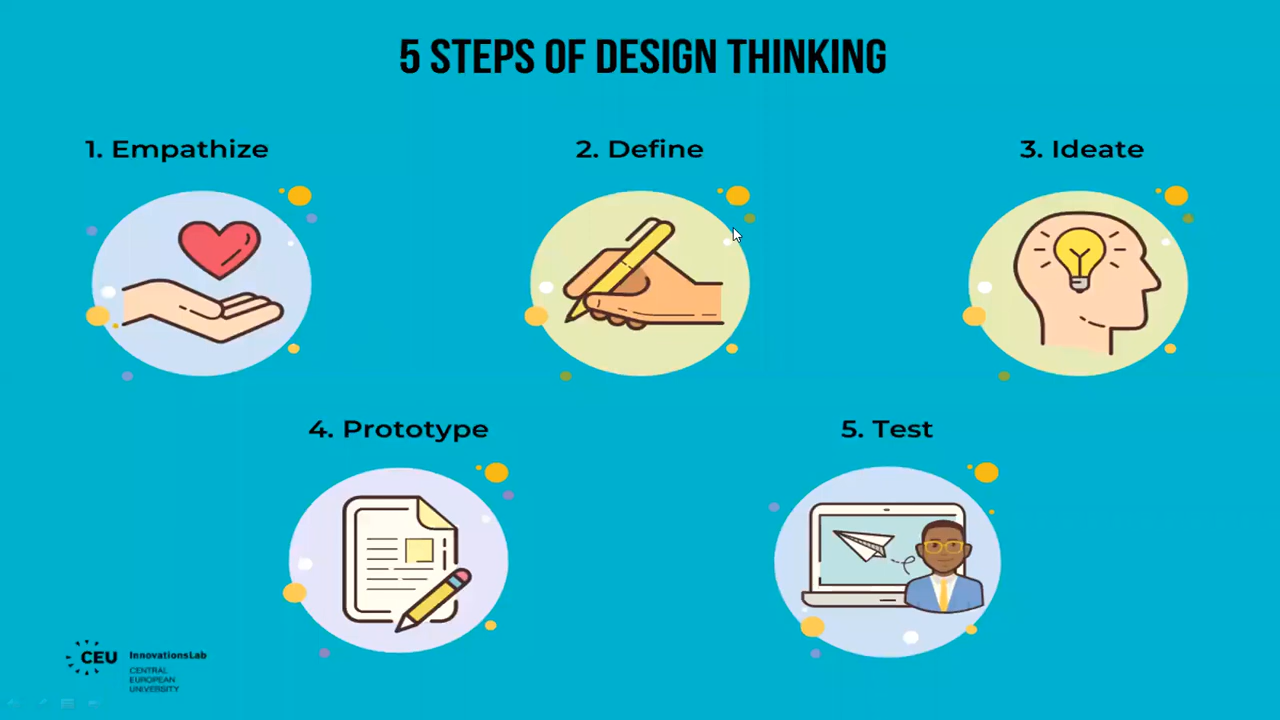 5 STEPS OF DESIGN THINKING
1. Empathize
2. Define
3. Ideate
4. Prototype
5. Test
CEU
InnovationsLab
CENTRAL
EUROPEAN
UNIVERSITY